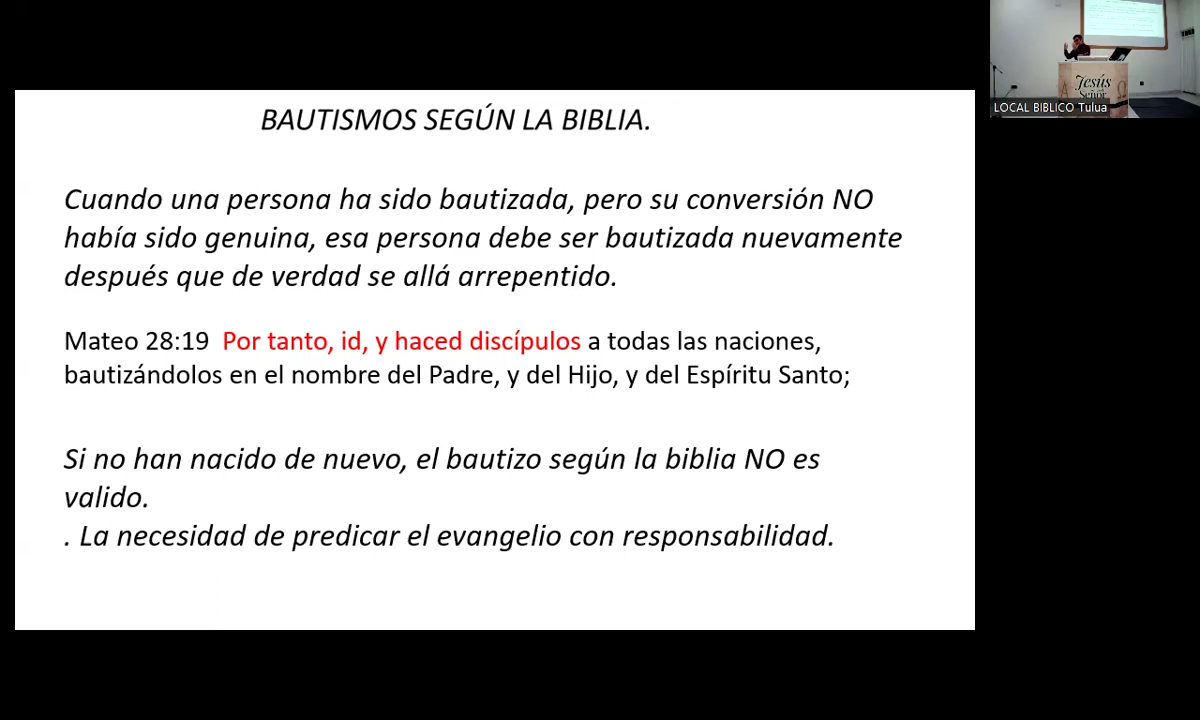 BAUTISMOS SEGÚN LA BIBLIA.
Cuando una persona ha sido bautizada, pero su conversión NO
había sido genuina, esa persona debe ser bautizada nuevamente
después que de verdad se allá arrepentido.
Mateo 28:19 Por tanto, id, y haced discípulos a todas las naciones,
bautizándolos en el nombre del Padre, y del Hijo, y del Espíritu Santo;
Si no han nacido de nuevo, el bautizo según la biblia NO es
valido.
. La necesidad de predicar el evangelio con responsabilidad.
Jesús
Señor
Α Ω
LOCAL BIBLICO Tulua